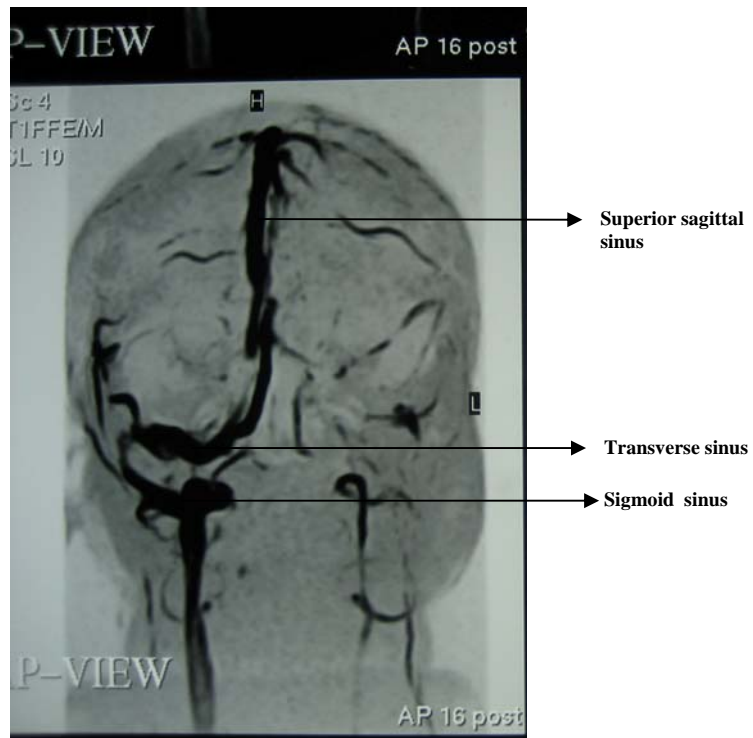 P-VIEW
AP 16 post
Sc 4
H
T1FFE/M
SL 10
Superior sagittal
sinus
L
Transverse sinus
Sigmoid sinus
AP-VIEW
AP 16 post